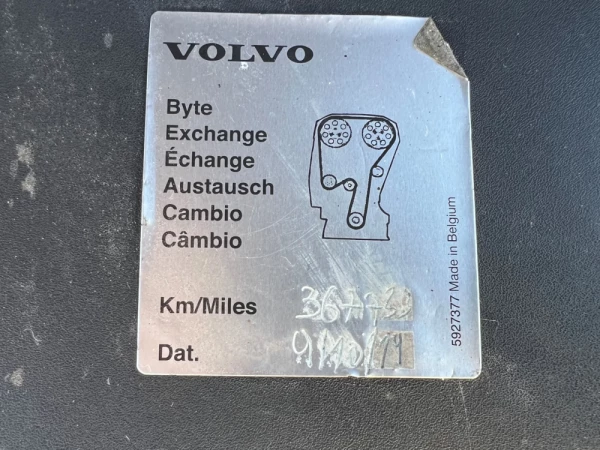 VOLVO
Byte
Exchange
Échange
Austausch
Cambio
Câmbio
Km/Miles
Dat.
5927377 Made in Belgium